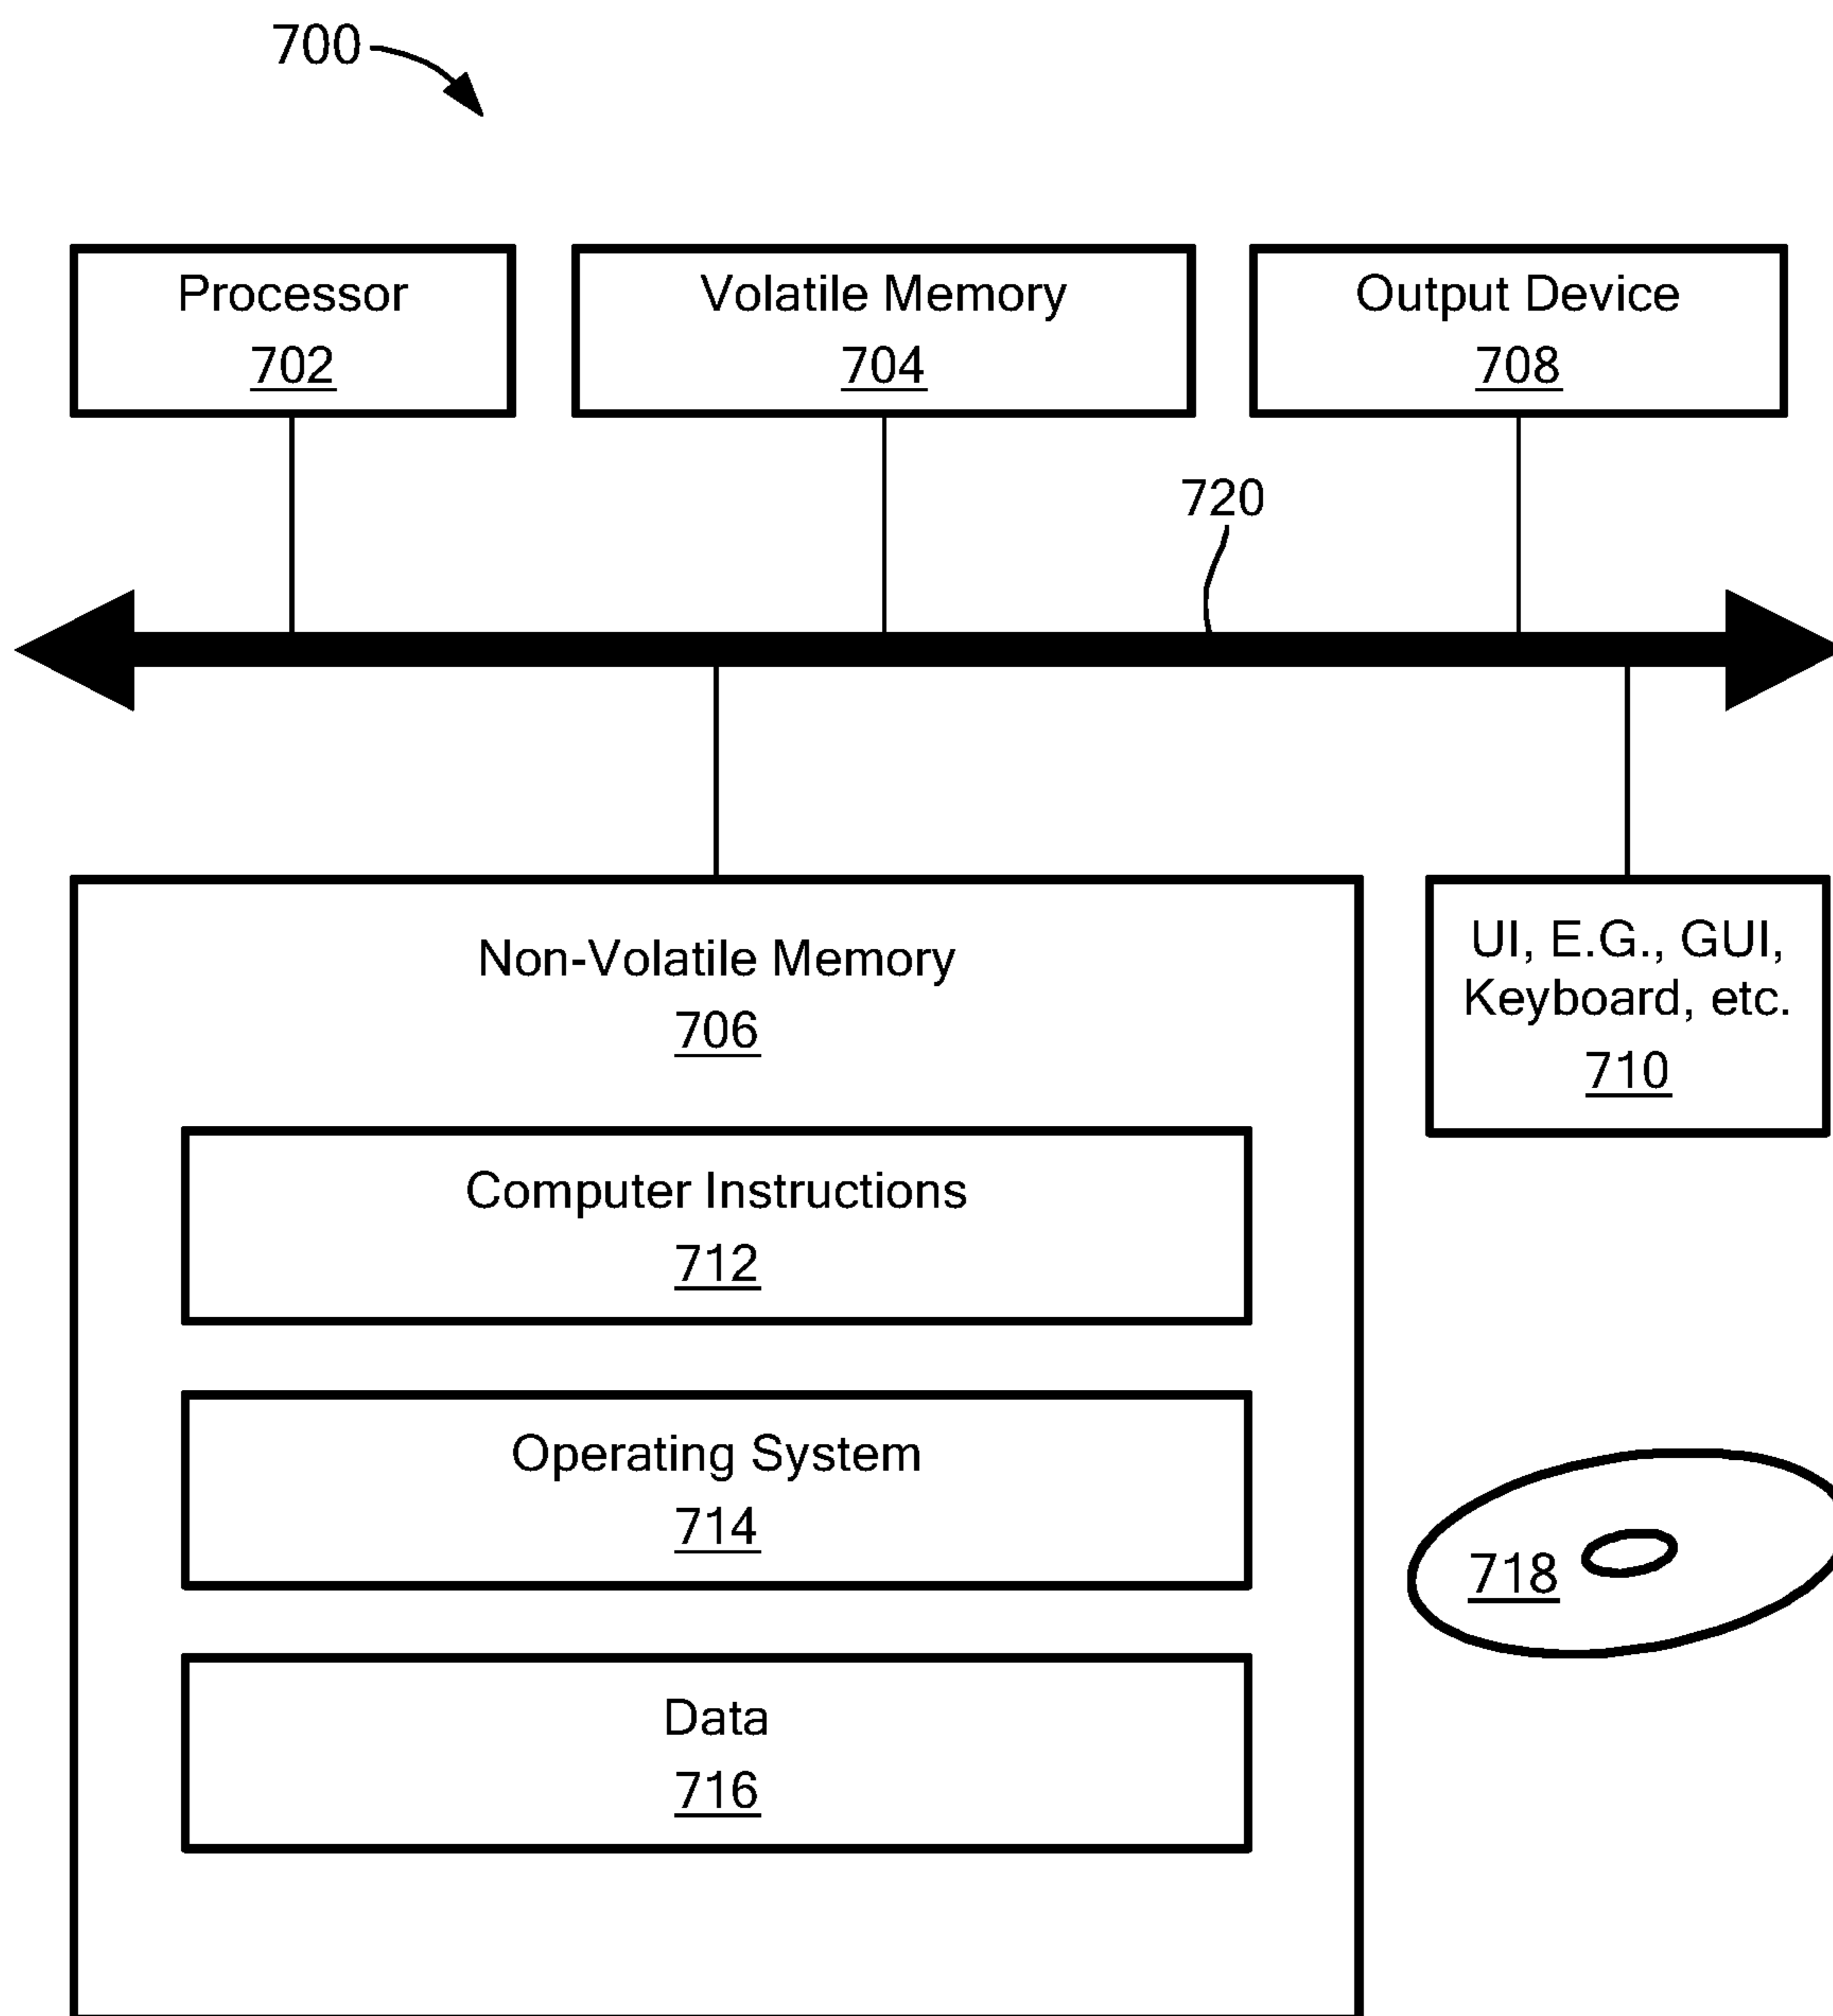 700
Processor
702
Volatile Memory
704
Output Device
708
720
Non-Volatile Memory
706
UI, E.G., GUI,
Keyboard, etc.
710
Computer Instructions
712
Operating System
714
718
Data
716